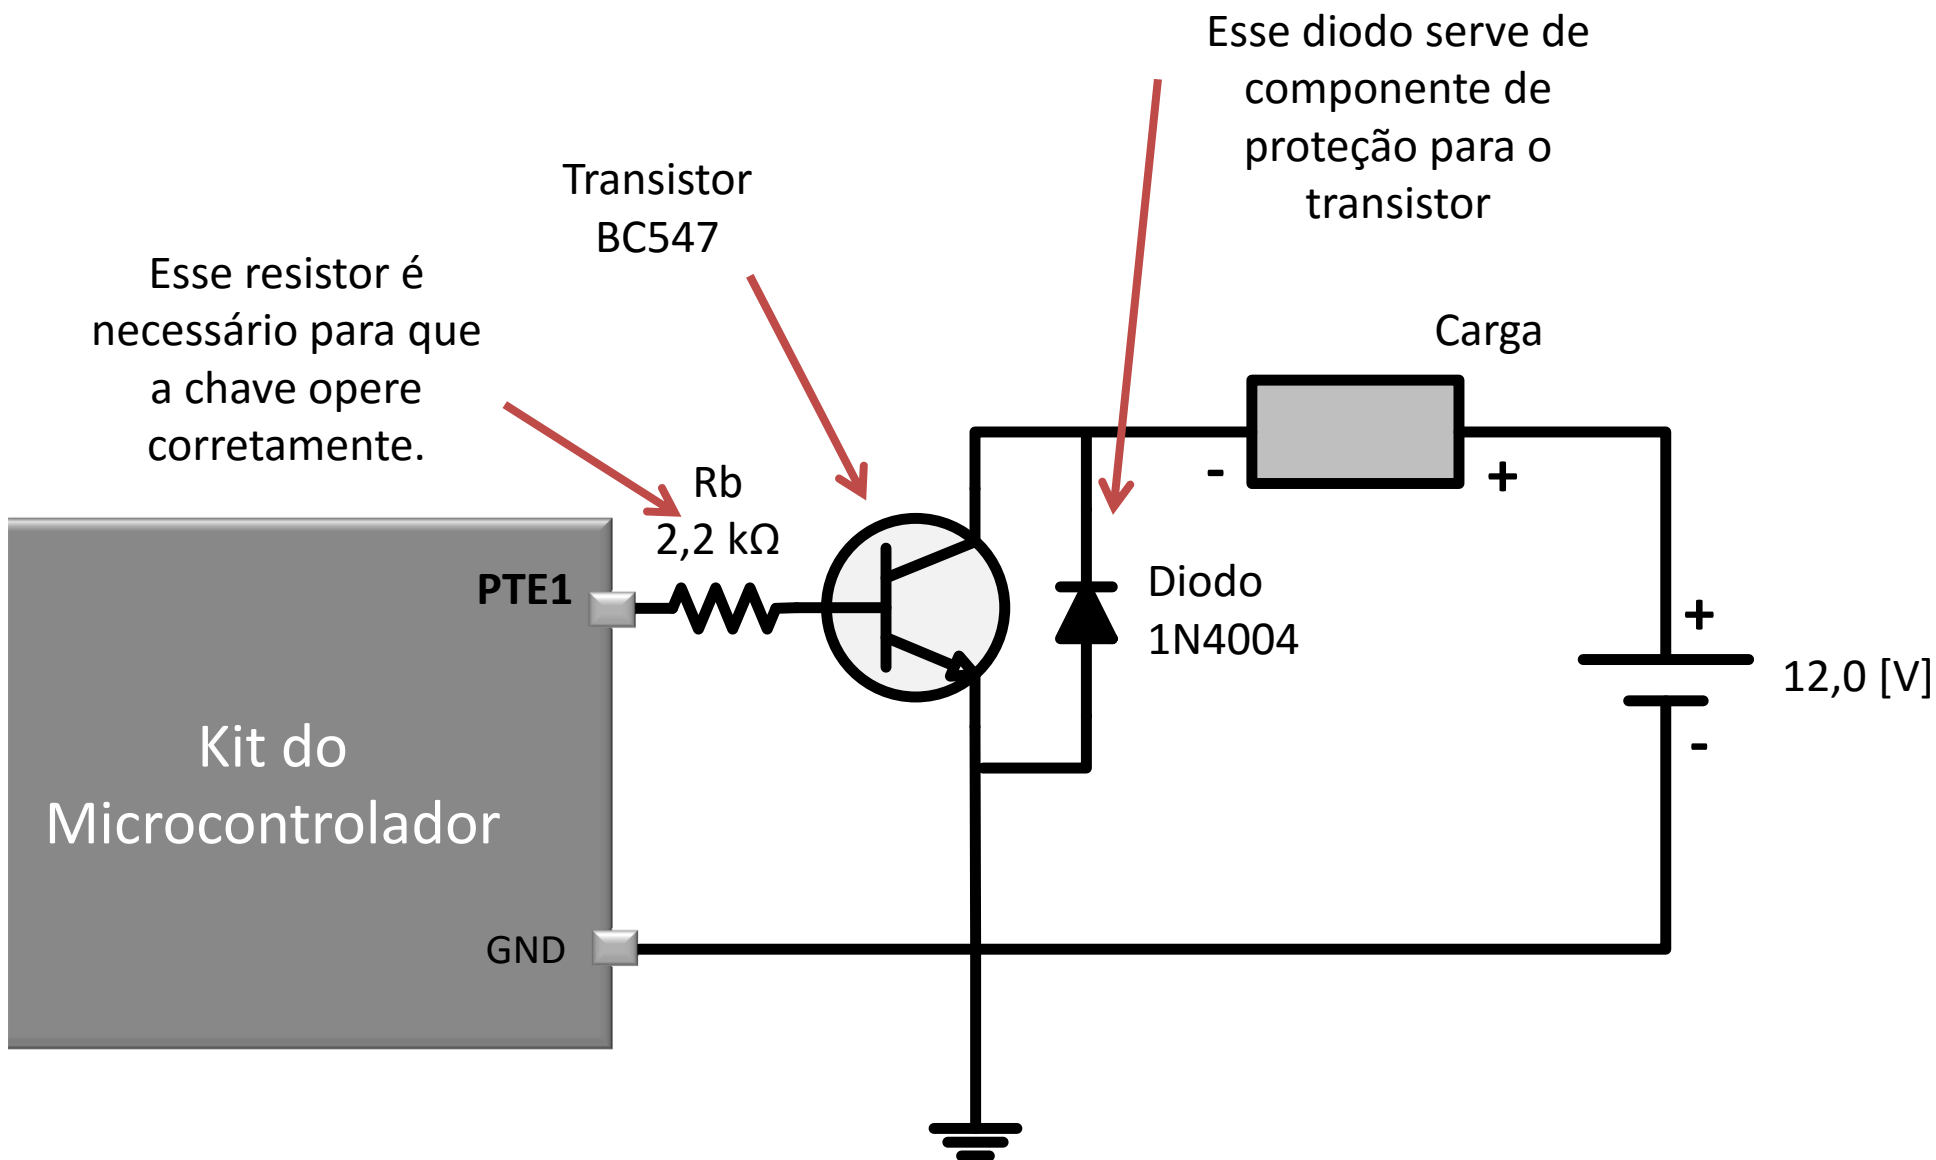 Esse diodo serve de
componente de
proteção para o
transistor
Transistor
BC547
Esse resistor é
necessário para que
a chave opere
corretamente.
Carga
-
+
Rb
2,2 kΩ
PTE1
Diodo
1N4004
+
12,0 [V]
-
Kit do
Microcontrolador
GND